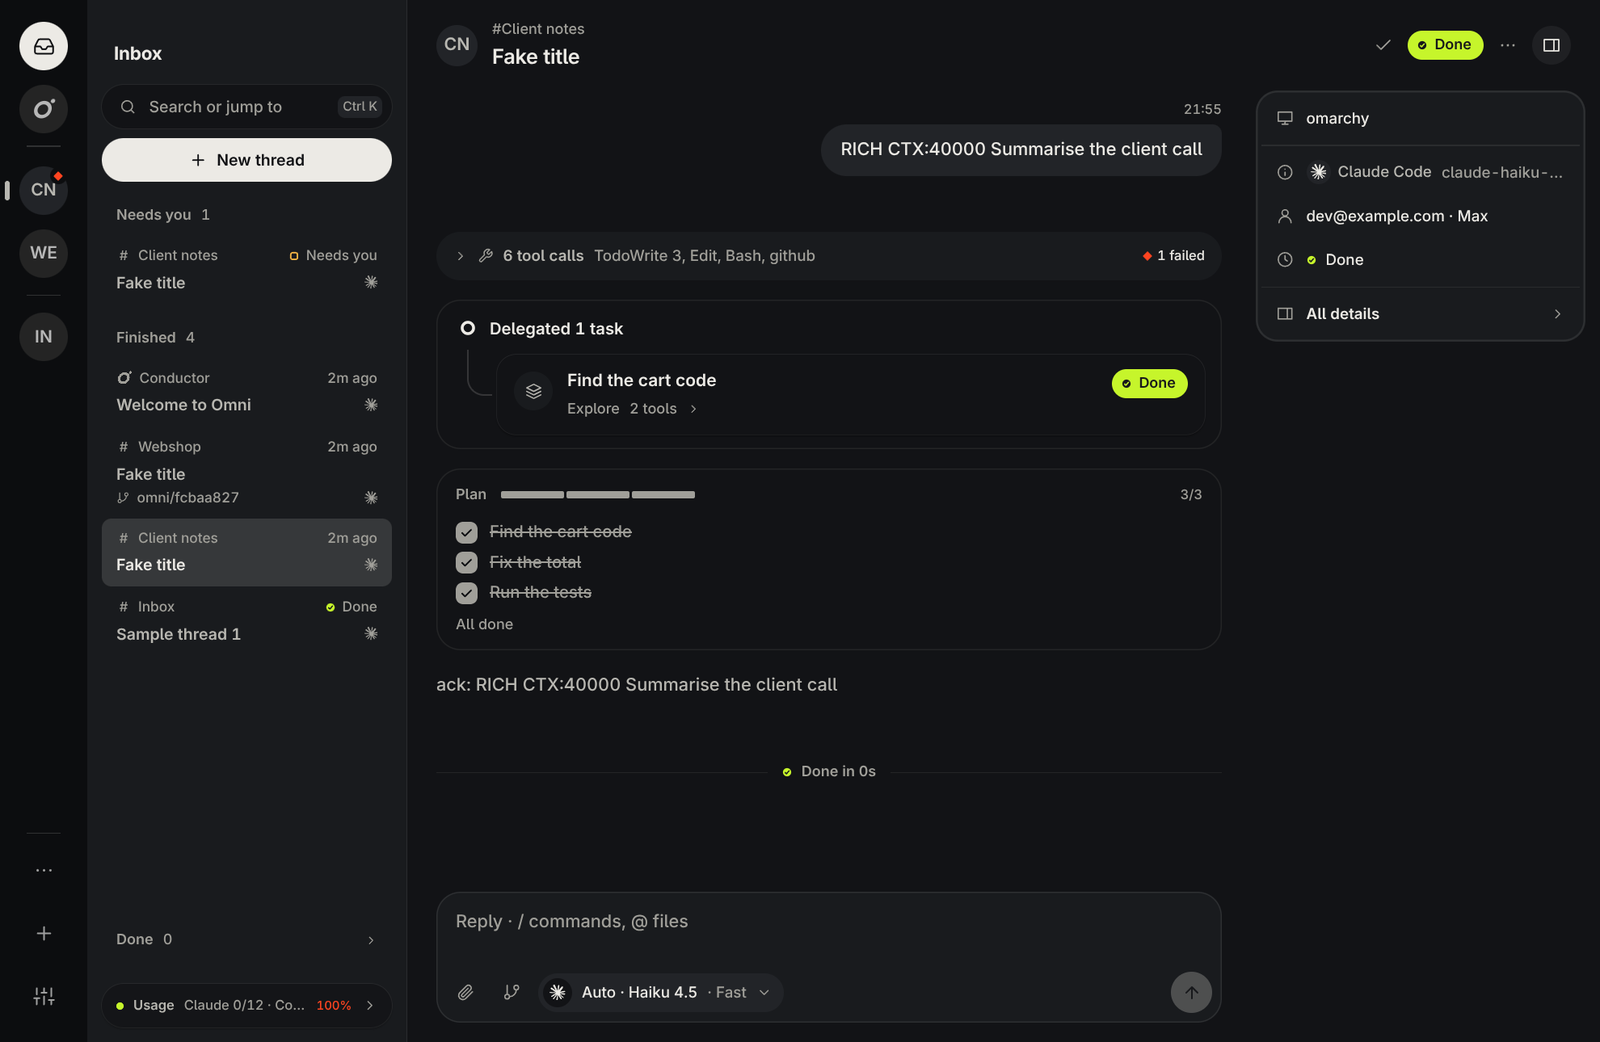 Inbox
Search or jump to
Ctrl K
New thread
CN
WE
IN
Needs you 1
# Client notes
Needs you
Fake title
Finished 4
Conductor
2m ago
Welcome to Omni
# Webshop
2m ago
Fake title
omni/fcbaa827
# Client notes
2m ago
Fake title
# Inbox
Done
Sample thread 1
Done 0
Usage Claude 0/12 · Co... 100%
CN
#Client notes
Fake title
Done
21:55
RICH CTX:40000 Summarise the client call
6 tool calls TodoWrite 3, Edit, Bash, github
1 failed
Delegated 1 task
Find the cart code
Explore 2 tools
Done
Plan
3/3
Find the cart code
Fix the total
Run the tests
All done
ack: RICH CTX:40000 Summarise the client call
Done in 0s
Reply · / commands, @ files
Auto · Haiku 4.5 · Fast
omarchy
Claude Code claude-haiku-...
dev@example.com · Max
Done
All details